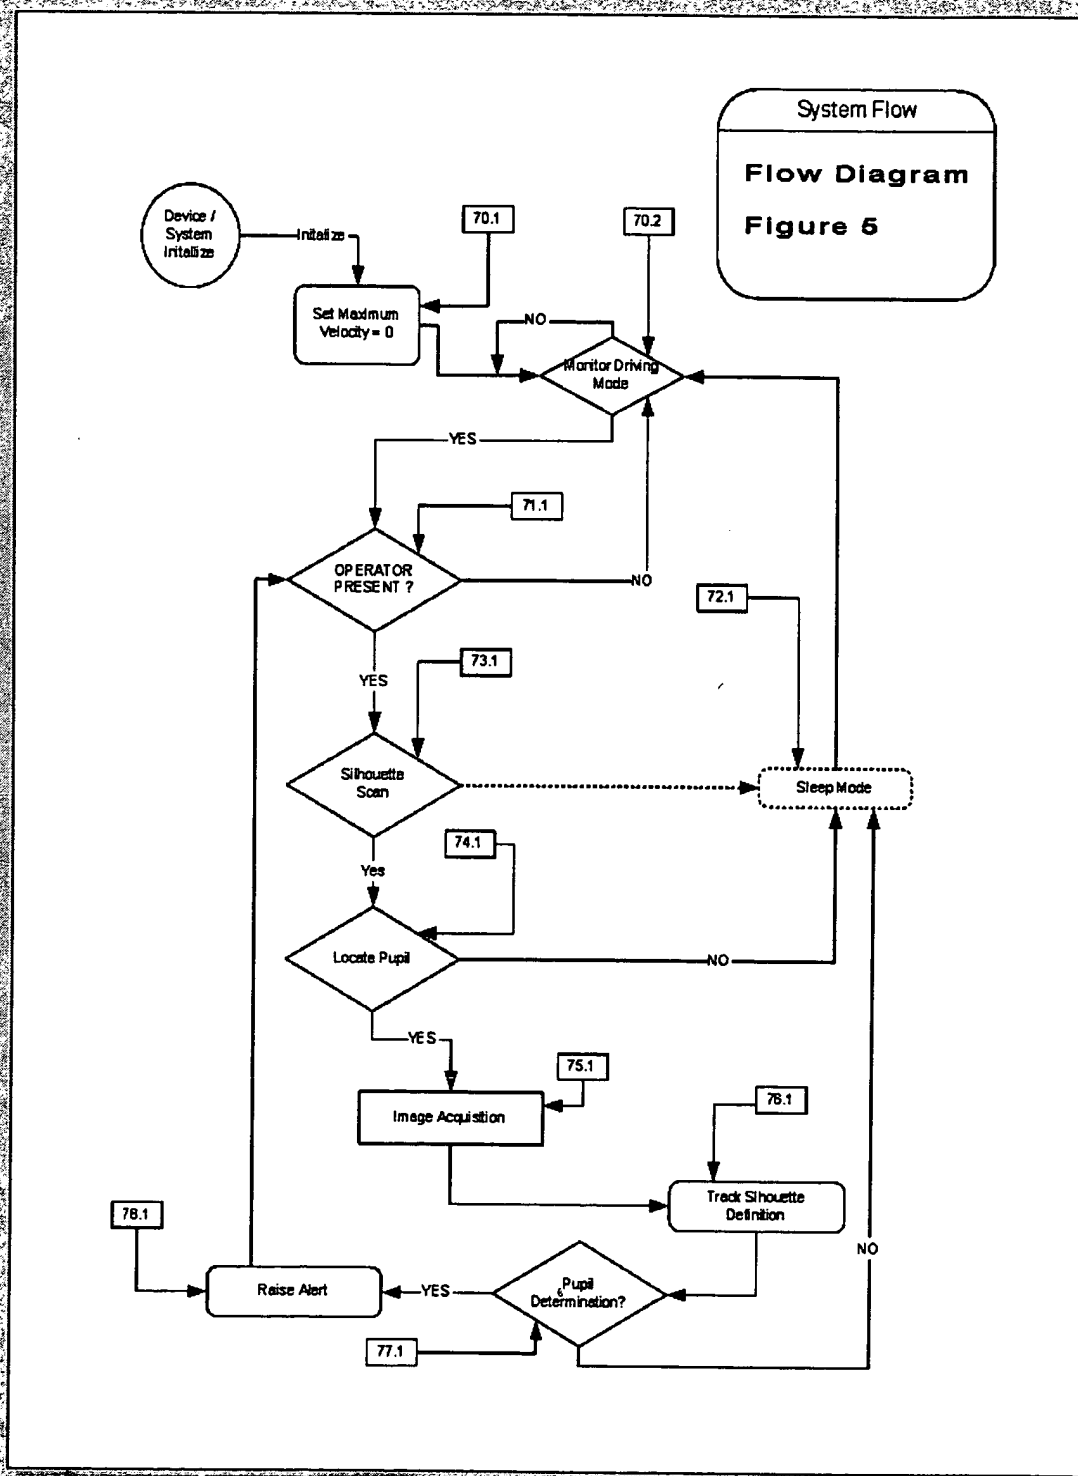 System Flow
Flow Diagram
Figure 5
Device /
System
Initalize
Initalize
70.1
70.2
Set Maximum
Velocity = 0
NO
Monitor Driving
Mode
YES
71.1
OPERATOR
PRESENT ?
NO
72.1
YES
73.1
Silhouette
Scan
Sleep Mode
74.1
Yes
Locate Pupil
NO
YES
75.1
Image Acquistion
76.1
Track Silhouette
Definition
78.1
NO
Raise Alert
YES
Pupil
Determination?
6
77.1